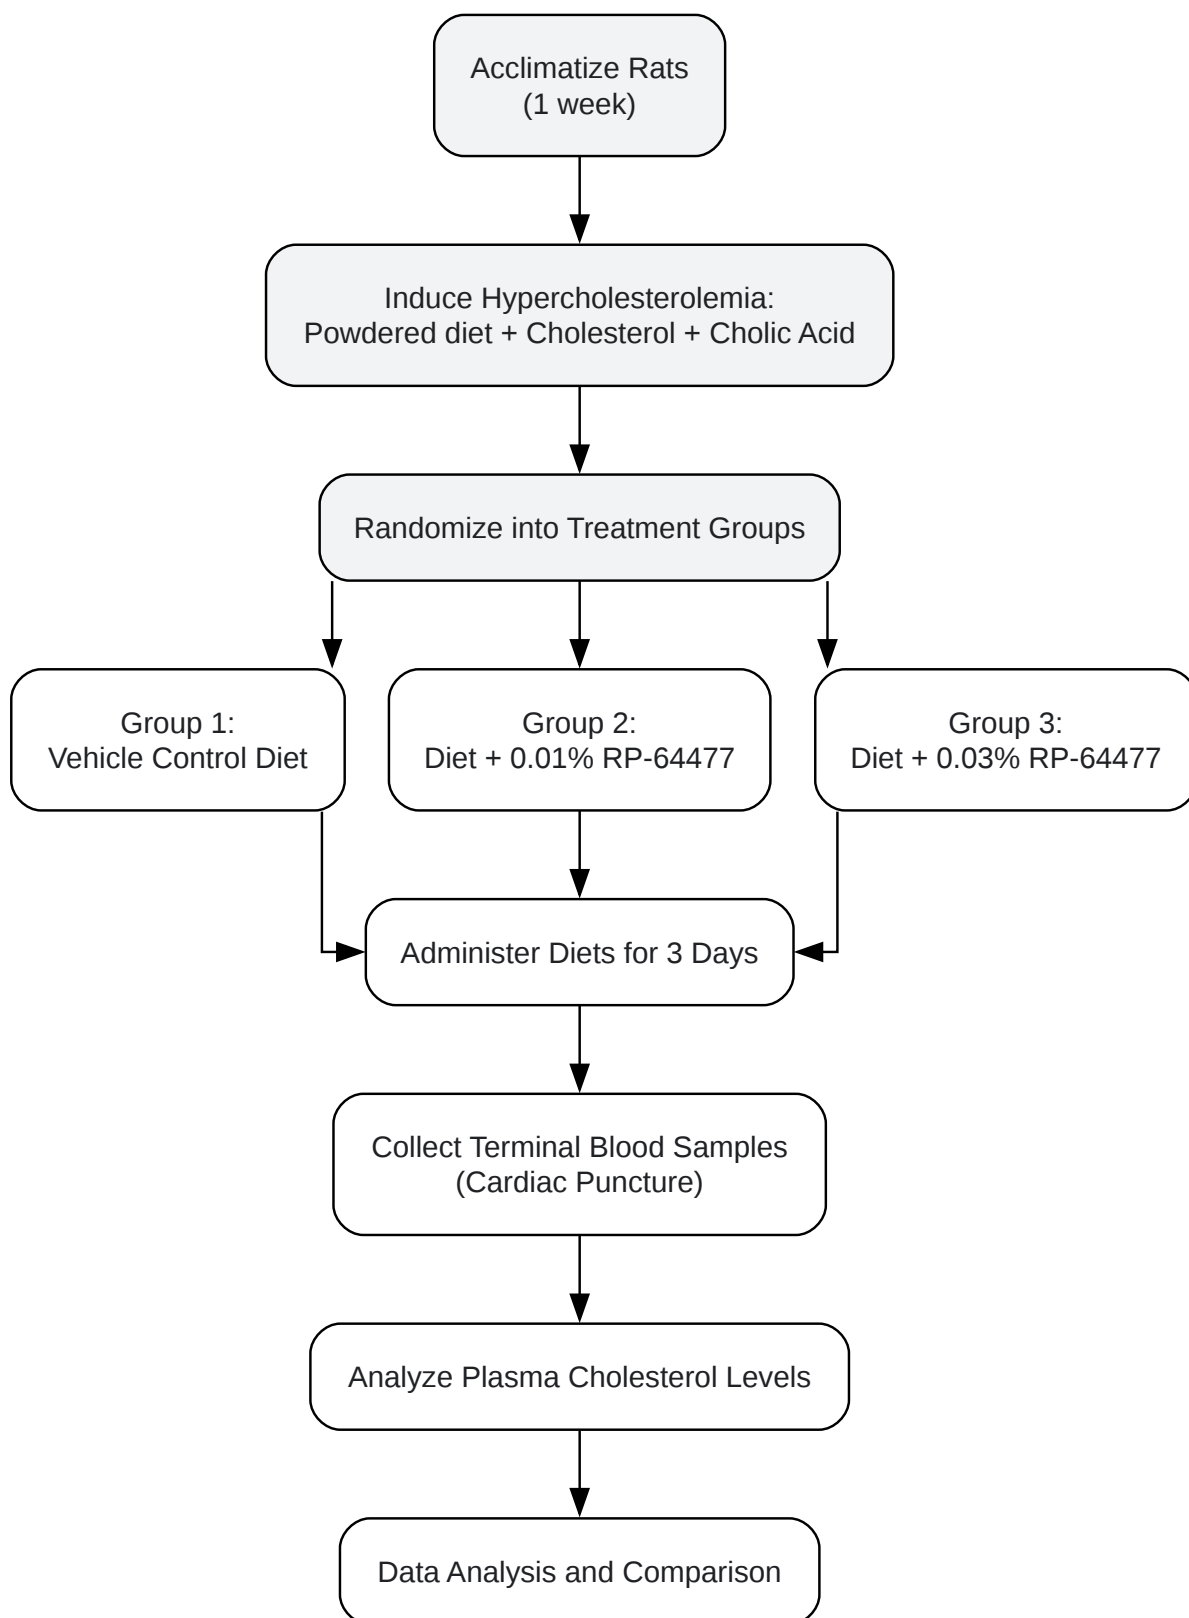 Acclimatize Rats
(1 week)
Induce Hypercholesterolemia:
Powdered diet + Cholesterol + Cholic Acid
Randomize into Treatment Groups
Group 1:
Vehicle Control Diet
Group 2:
Diet + 0.01% RP-64477
Group 3:
Diet + 0.03% RP-64477
Administer Diets for 3 Days
Collect Terminal Blood Samples
(Cardiac Puncture)
Analyze Plasma Cholesterol Levels
Data Analysis and Comparison